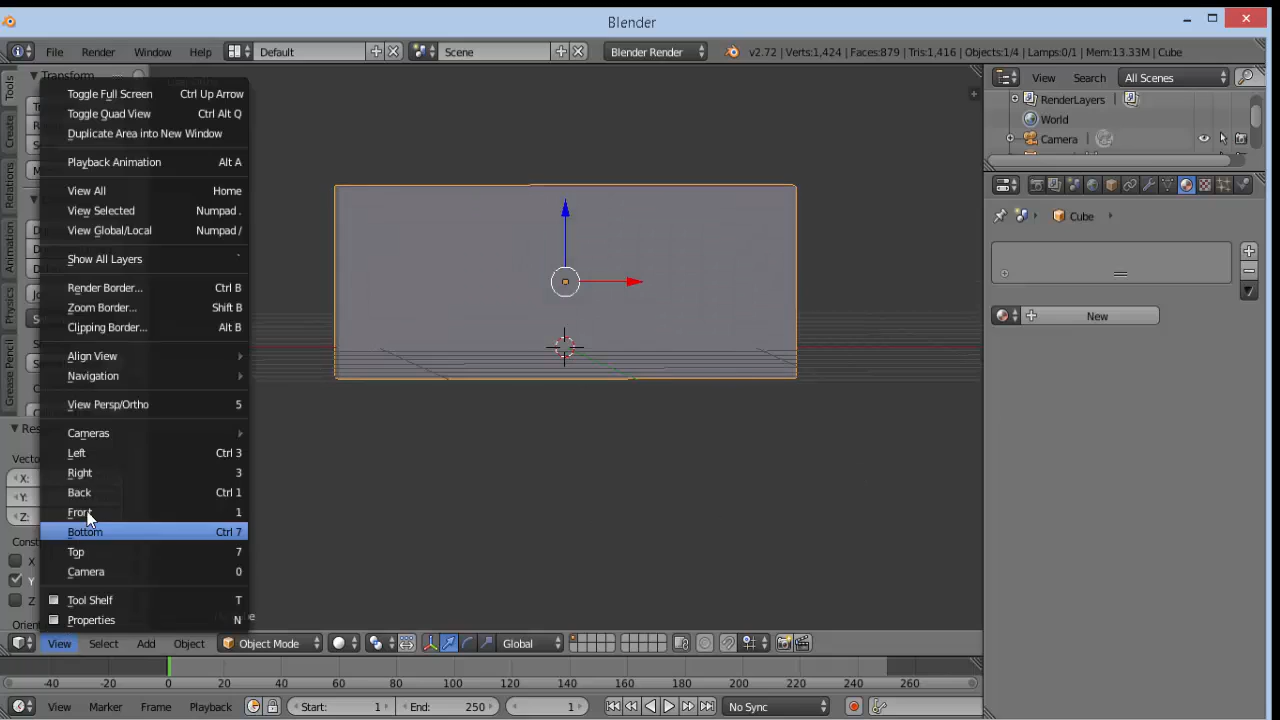 Blender
File Render Window Help Default Scene Blender Render v2.72 | Verts:1,424 | Faces:879 | Tris:1,416 | Objects:1/4 | Lamps:0/1 | Mem:13.33M | Cube
Transform
Tools
Create
Relations
Animation
Physics
Grease Pencil
Toggle Full Screen Ctrl Up Arrow
Toggle Quad View Ctrl Alt Q
Duplicate Area into New Window
Playback Animation Alt A
View All Home
View Selected Numpad .
View Global/Local Numpad /
Show All Layers `
Render Border... Ctrl B
Zoom Border... Shift B
Clipping Border... Alt B
Align View
Navigation
View Persp/Ortho 5
Cameras
Left Ctrl 3
Right 3
Back Ctrl 1
Front 1
Bottom Ctrl 7
Top 7
Camera 0
Tool Shelf T
Properties N
X:
Y:
Z:
X
Y
Z
View Search All Scenes
RenderLayers
World
Camera
Cube
New
View Select Add Object Object Mode Global
-40 -20 0 20 40 60 80 100 120 140 160 180 200 220 240 260
View Marker Frame Playback Start: 1 End: 250 1 No Sync